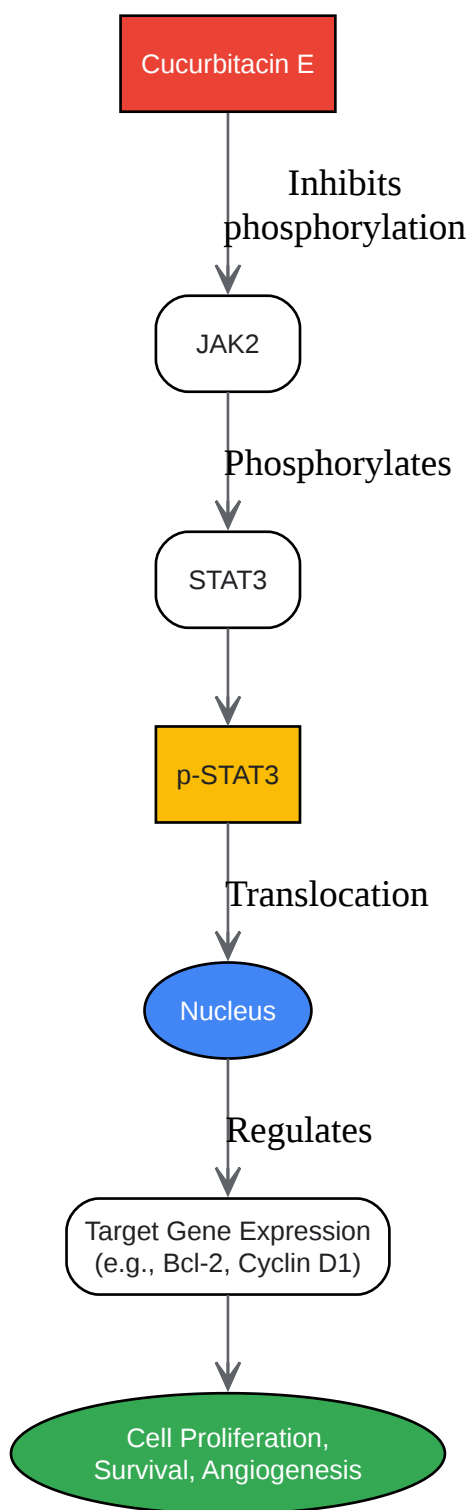 Cucurbitacin E
Inhibits
phosphorylation
JAK2
Phosphorylates
STAT3
p-STAT3
Translocation
Nucleus
Regulates
Target Gene Expression
(e.g., Bcl-2, Cyclin D1)
Cell Proliferation,
Survival, Angiogenesis